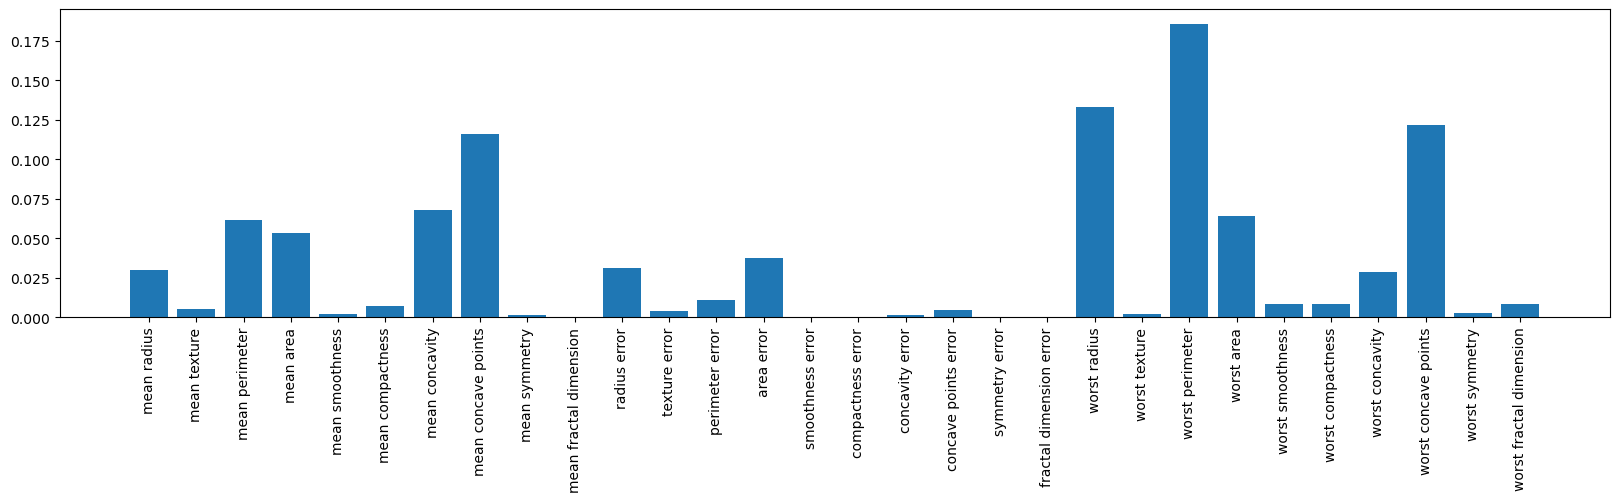 0.175
0.150
0.125
0.100
0.075
0.050
0.025
0.000
mean radius
mean texture
mean perimeter
mean area
mean smoothness
mean compactness
mean concavity
mean concave points
mean symmetry
mean fractal dimension
radius error
texture error
perimeter error
area error
smoothness error
compactness error
concavity error
concave points error
symmetry error
fractal dimension error
worst radius
worst texture
worst perimeter
worst area
worst smoothness
worst compactness
worst concavity
worst concave points
worst symmetry
worst fractal dimension